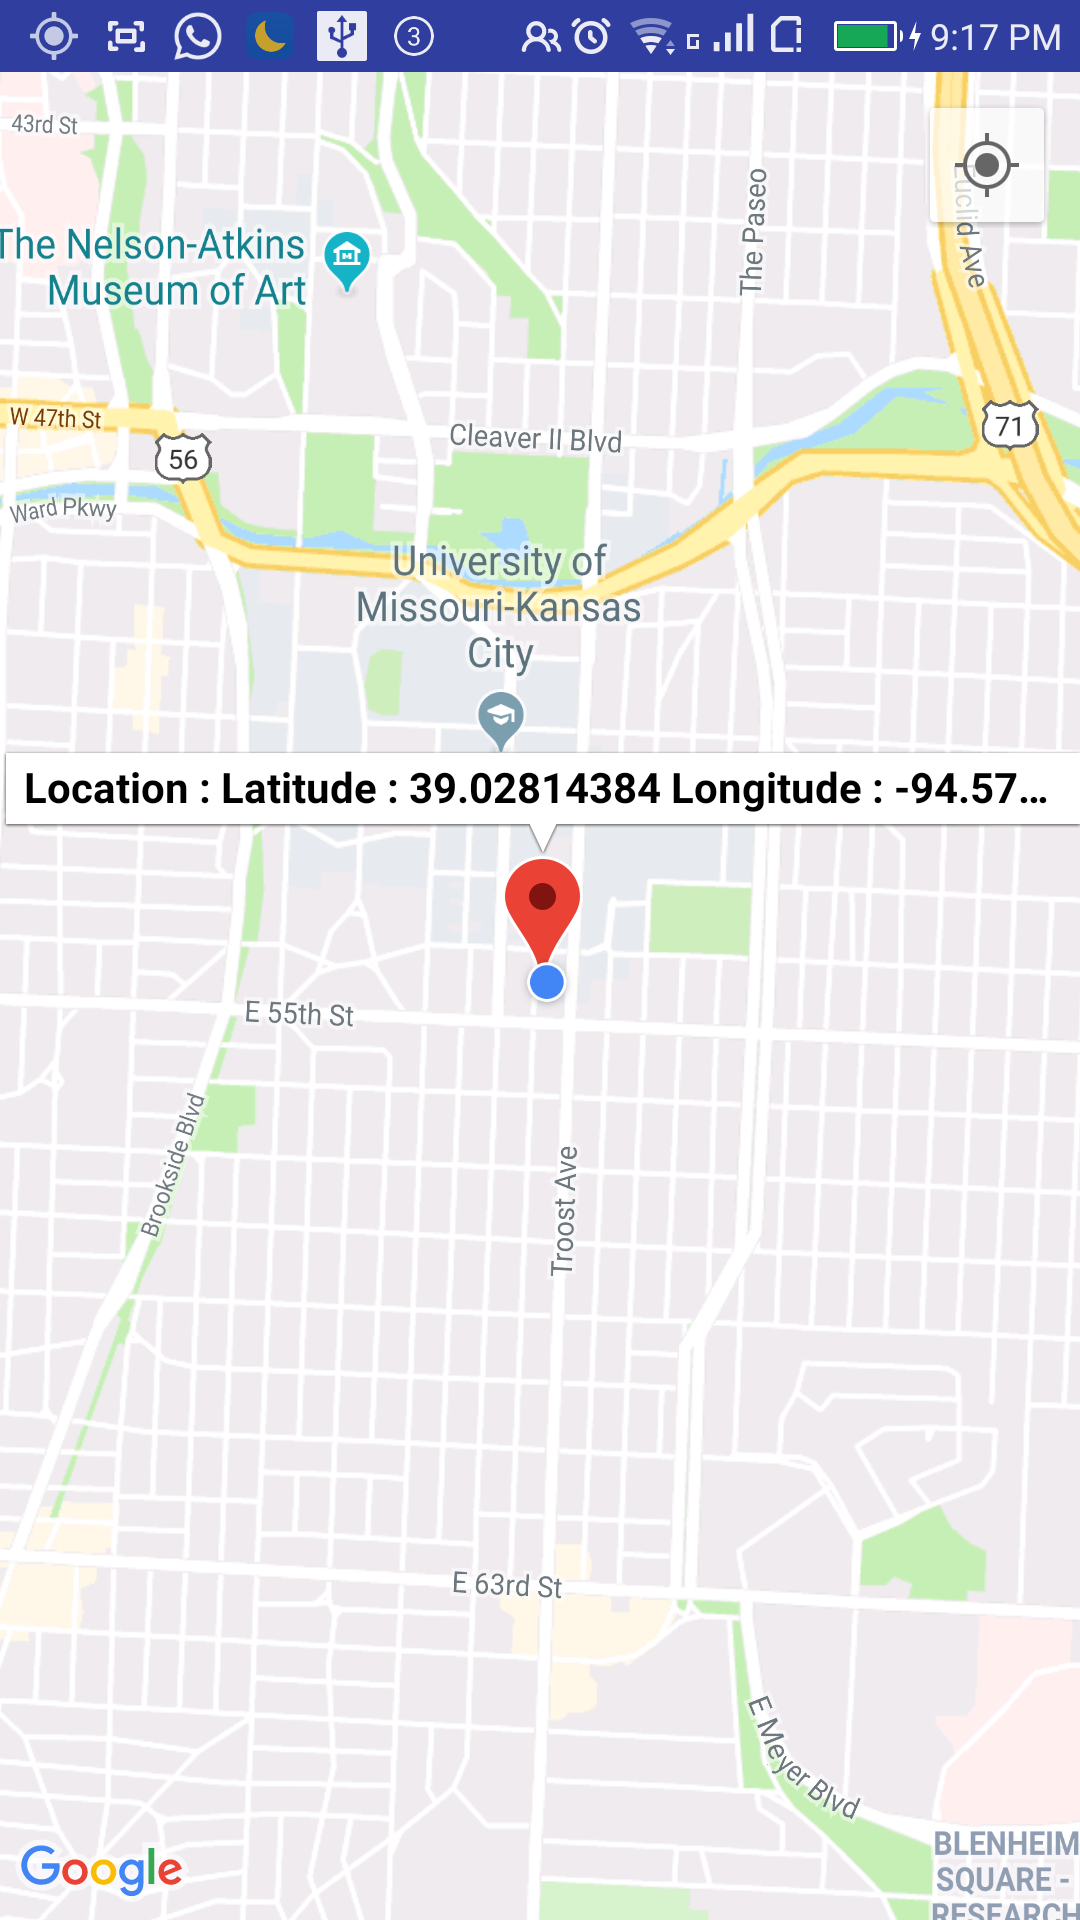 3 9:17 PM
43rd St
The Paseo
Euclid Ave
The Nelson-Atkins
Museum of Art
W 47th St
Cleaver II Blvd
71
56
Ward Pkwy
University of
Missouri-Kansas
City
Location : Latitude : 39.02814384 Longitude : -94.57...
E 55th St
Brookside Blvd
Troost Ave
E 63rd St
E Meyer Blvd
Google
BLENHEIM
SQUARE -
RESEARCH